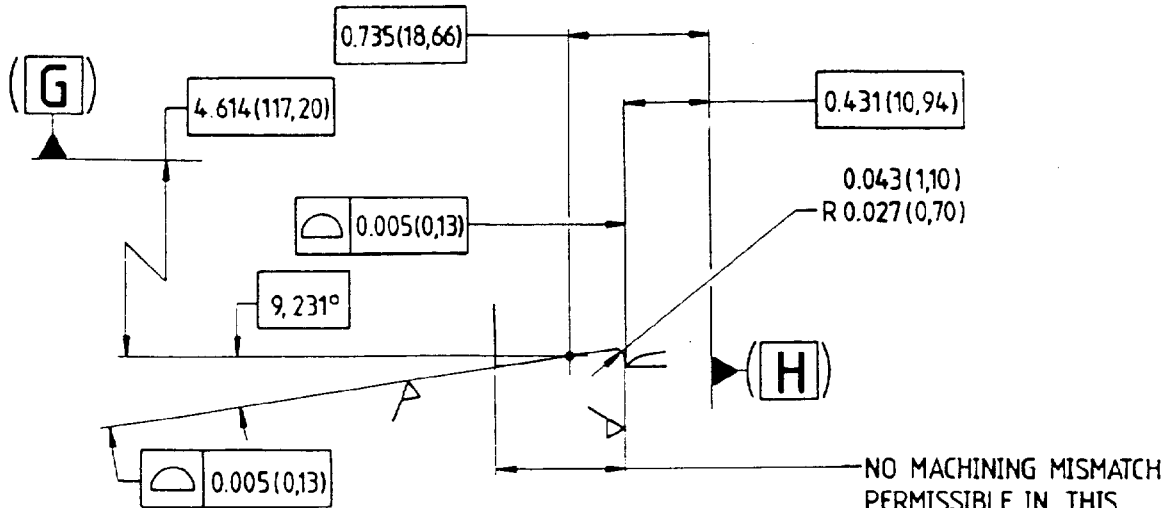 0.735(18,66)
(G)
4.614(117,20)
0.431(10,94)
0.043(1,10)
R 0.027(0,70)
0.005(0,13)
9,231°
(H)
0.005(0,13)
NO MACHINING MISMATCH
PERMISSIBLE IN THIS